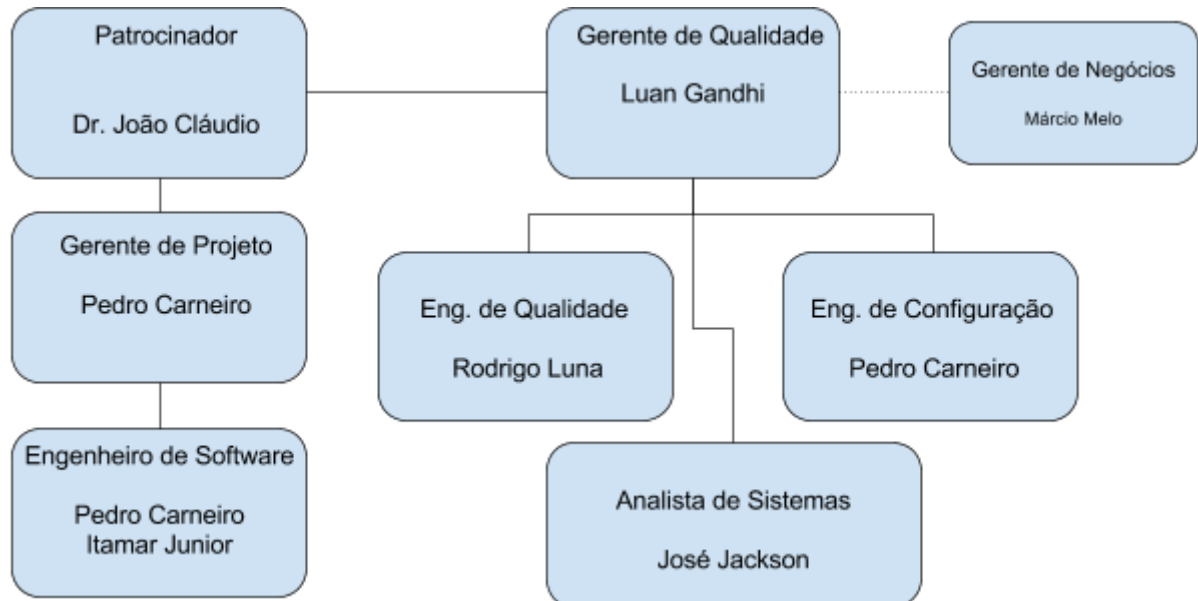 Patrocinador
Dr. João Cláudio
Gerente de Qualidade
Luan Gandhi
Gerente de Negócios
Márcio Melo
Gerente de Projeto
Pedro Carneiro
Eng. de Qualidade
Rodrigo Luna
Eng. de Configuração
Pedro Carneiro
Engenheiro de Software
Pedro Carneiro
Itamar Junior
Analista de Sistemas
José Jackson